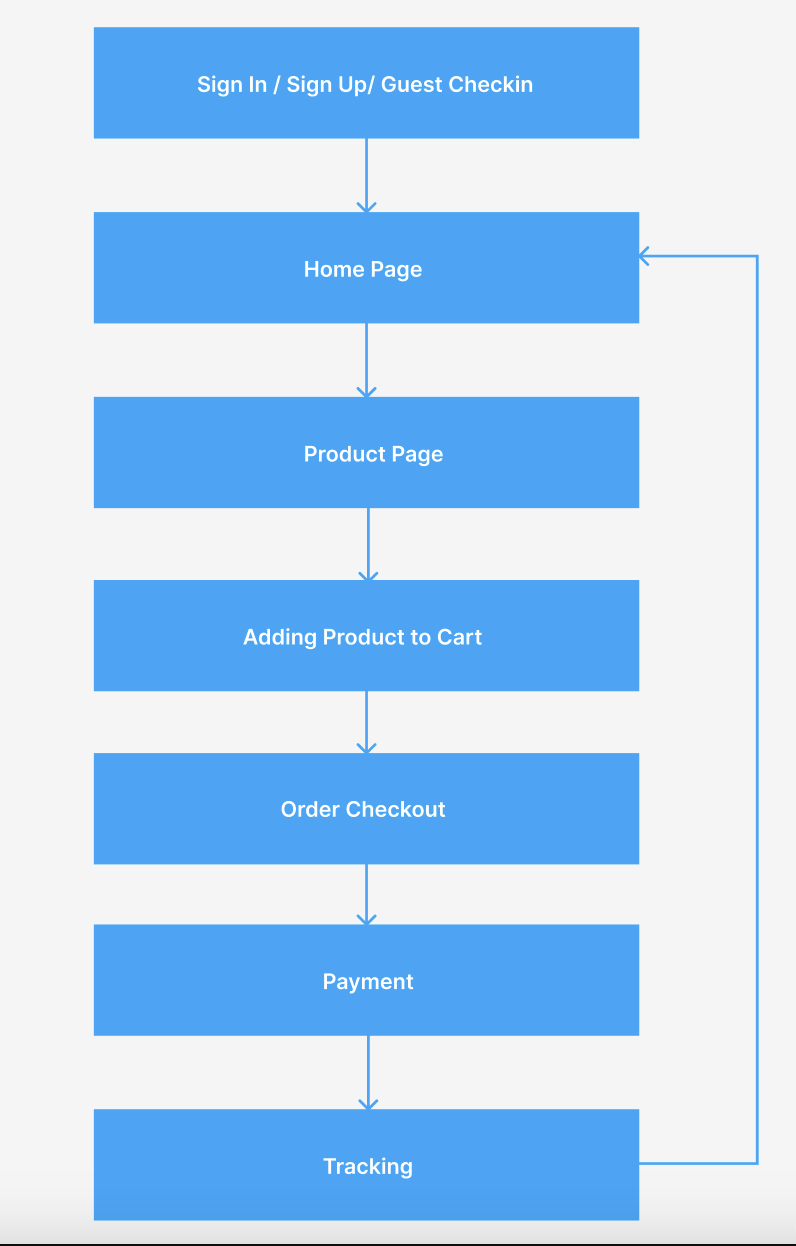 Sign In / Sign Up/ Guest Checkin
Home Page
Product Page
Adding Product to Cart
Order Checkout
Payment
Tracking